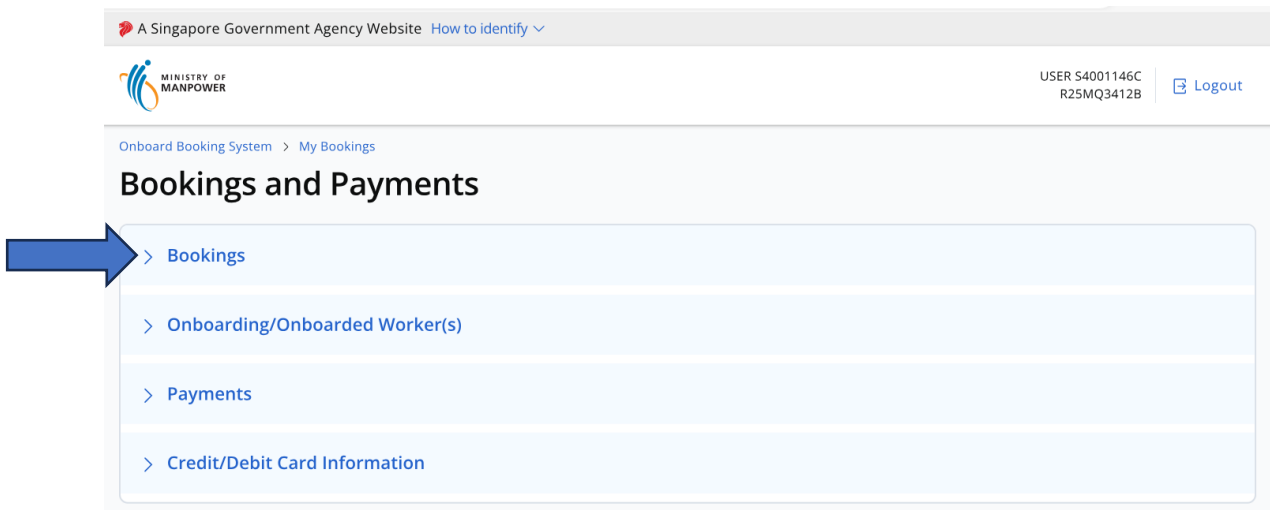 A Singapore Government Agency Website How to identify
MINISTRY OF
MANPOWER
USER S4001146C
R25MQ3412B
Logout
Onboard Booking System > My Bookings
Bookings and Payments
Bookings
Onboarding/Onboarded Worker(s)
Payments
Credit/Debit Card Information